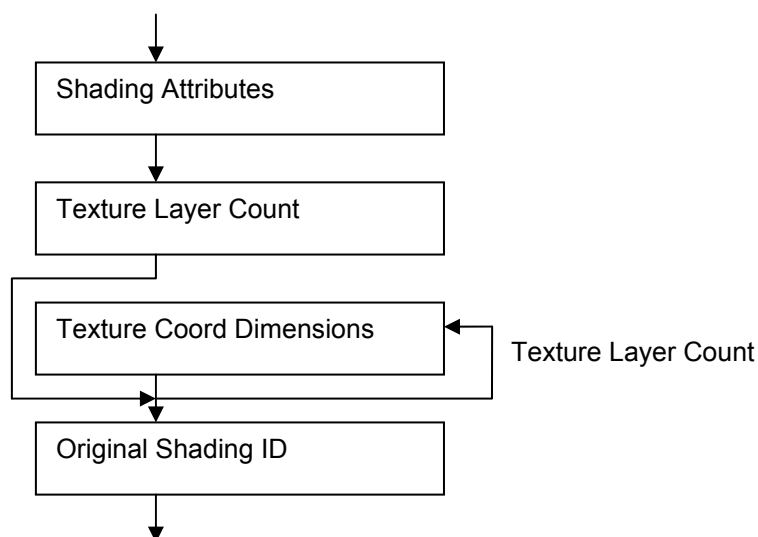 Shading Attributes
Texture Layer Count
Texture Coord Dimensions
Texture Layer Count
Original Shading ID